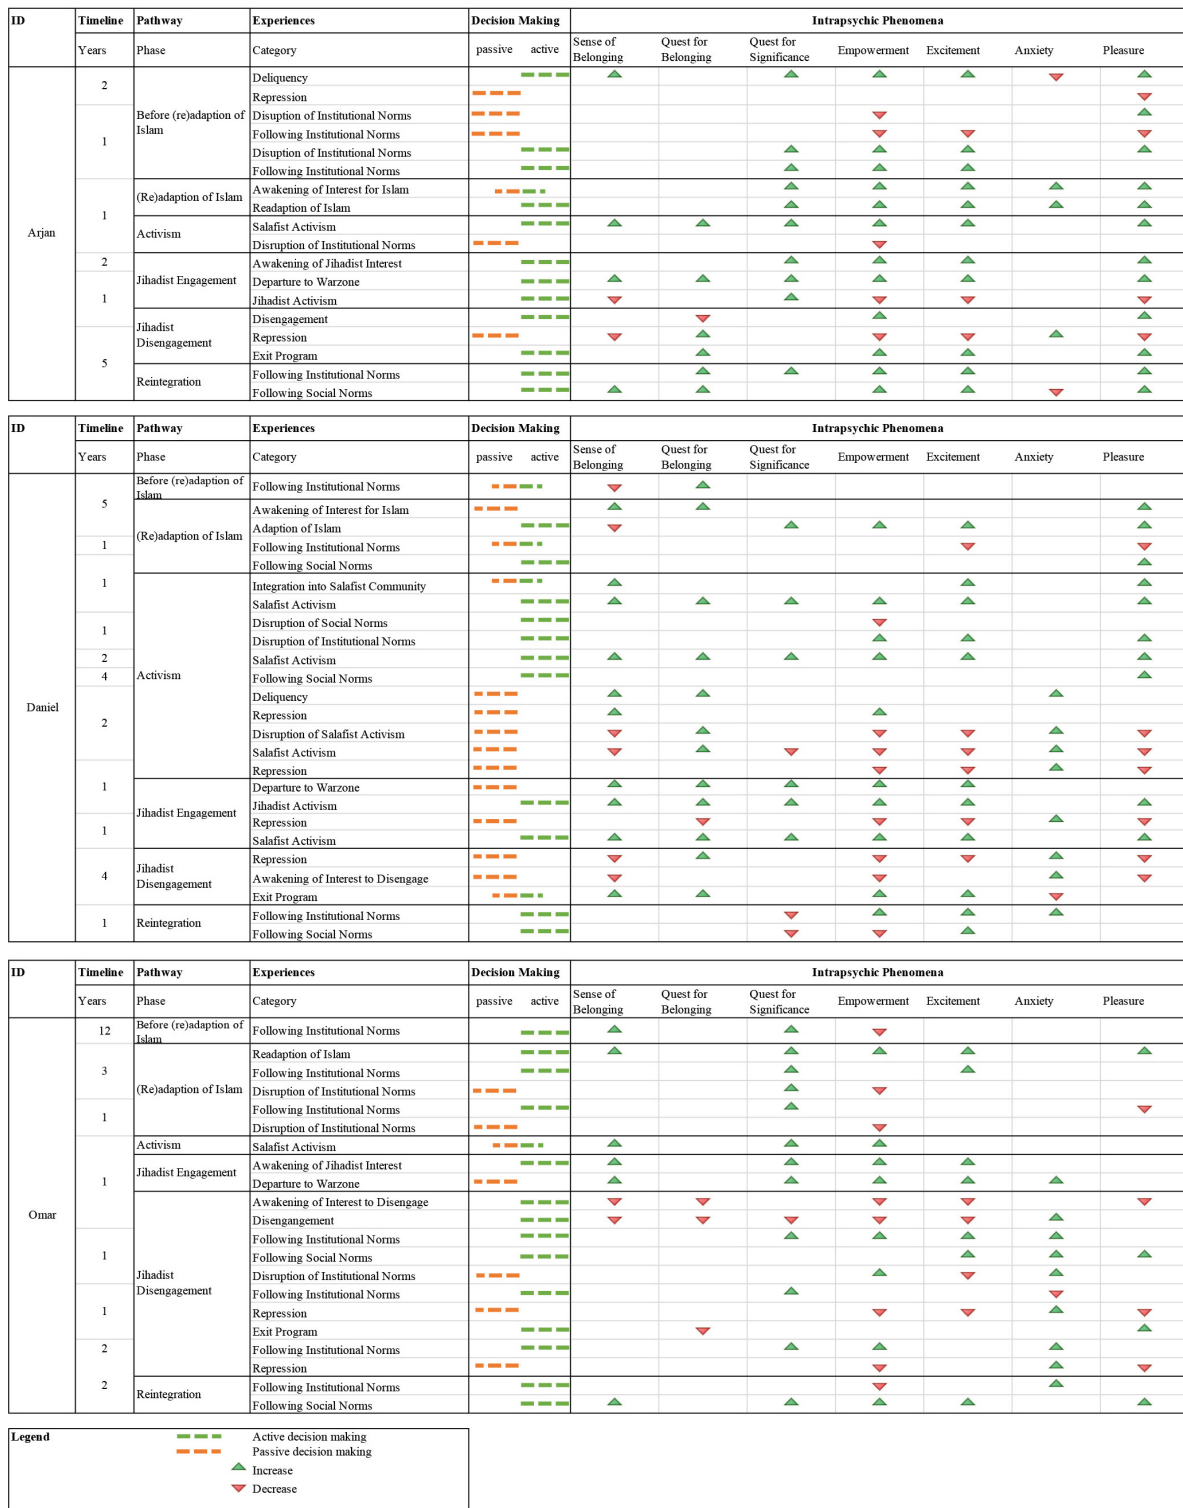 ID Timeline Pathway Experiences Decision Making Intrapsychic Phenomena
Years Phase Category passive active Sense of Belonging Quest for Belonging Quest for Significance Empowerment Excitement Anxiety Pleasure
Arjan
2
Before (re)adaption of Islam
Deliquency
Repression
1
Disuption of Institutional Norms
Following Institutional Norms
Disuption of Institutional Norms
Following Institutional Norms
1
(Re)adaption of Islam
Awakening of Interest for Islam
Readaption of Islam
Activism
Salafist Activism
Disruption of Institutional Norms
2
Jihadist Engagement
Awakening of Jihadist Interest
1
Departure to Warzone
Jihadist Activism
Jihadist Disengagement
Disengagement
5
Repression
Exit Program
Reintegration
Following Institutional Norms
Following Social Norms
ID Timeline Pathway Experiences Decision Making Intrapsychic Phenomena
Years Phase Category passive active Sense of Belonging Quest for Belonging Quest for Significance Empowerment Excitement Anxiety Pleasure
Daniel
5
Before (re)adaption of Islam
Following Institutional Norms
(Re)adaption of Islam
Awakening of Interest for Islam
Adaption of Islam
1
Following Institutional Norms
1
Following Social Norms
Activism
Integration into Salafist Community
Salafist Activism
1
Disruption of Social Norms
Disruption of Institutional Norms
2
Salafist Activism
4
Following Social Norms
2
Deliquency
Repression
Disruption of Salafist Activism
Salafist Activism
1
Repression
Jihadist Engagement
Departure to Warzone
Jihadist Activism
1
Repression
Salafist Activism
4
Jihadist Disengagement
Repression
Awakening of Interest to Disengage
Exit Program
1
Reintegration
Following Institutional Norms
Following Social Norms
ID Timeline Pathway Experiences Decision Making Intrapsychic Phenomena
Years Phase Category passive active Sense of Belonging Quest for Belonging Quest for Significance Empowerment Excitement Anxiety Pleasure
Omar
12
Before (re)adaption of Islam
Following Institutional Norms
3
(Re)adaption of Islam
Readaption of Islam
Following Institutional Norms
Disruption of Institutional Norms
1
Following Institutional Norms
Disruption of Institutional Norms
1
Activism
Salafist Activism
Jihadist Engagement
Awakening of Jihadist Interest
Departure to Warzone
Jihadist Disengagement
Awakening of Interest to Disengage
Disengangement
1
Following Institutional Norms
Following Social Norms
Disruption of Institutional Norms
1
Following Institutional Norms
Repression
Exit Program
2
Following Institutional Norms
Repression
2
Reintegration
Following Institutional Norms
Following Social Norms
Legend
Active decision making
Passive decision making
Increase
Decrease